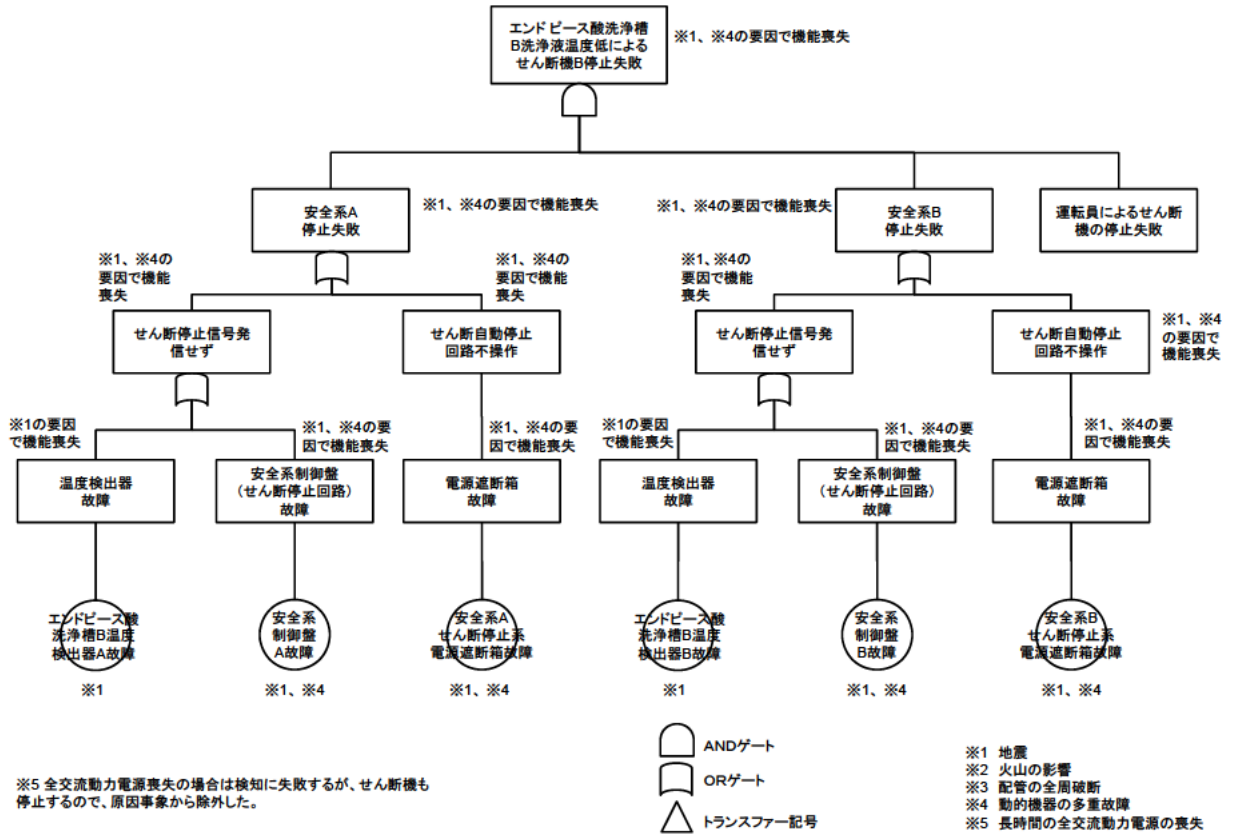 エンドピース酸洗浄槽
B洗浄液温度低による
せん断機B停止失敗
※1、※4の要因で機能喪失
安全系A
停止失敗
※1、※4の要因で機能喪失
※1、※4の要因で機能喪失
安全系B
停止失敗
運転員によるせん断
機の停止失敗
※1、※4の
要因で機能
喪失
※1、※4の
要因で機能
喪失
※1、※4の
要因で機能
喪失
せん断停止信号発
信せず
せん断自動停止
回路不操作
せん断停止信号発
信せず
せん断自動停止
回路不操作
※1、※4
の要因で
機能喪失
※1の要因
で機能喪失
※1、※4の要
因で機能喪失
※1、※4の要
因で機能喪失
※1の要因
で機能喪失
※1、※4の要
因で機能喪失
※1、※4の要
因で機能喪失
温度検出器
故障
安全系制御盤
（せん断停止回路）
故障
電源遮断箱
故障
温度検出器
故障
安全系制御盤
（せん断停止回路）
故障
電源遮断箱
故障
エンドピース酸
洗浄槽B温度
検出器A故障
安全系
制御盤
A故障
安全系A
せん断停止系
電源遮断箱故障
エンドピース酸
洗浄槽B温度
検出器B故障
安全系
制御盤
B故障
安全系B
せん断停止系
電源遮断箱故障
※1
※1、※4
※1、※4
※1
※1、※4
※1、※4
※5 全交流動力電源喪失の場合は検知に失敗するが、せん断機も
停止するので、原因事象から除外した。
ANDゲート
ORゲート
トランスファー記号
※1 地震
※2 火山の影響
※3 配管の全周破断
※4 動的機器の多重故障
※5 長時間の全交流動力電源の喪失